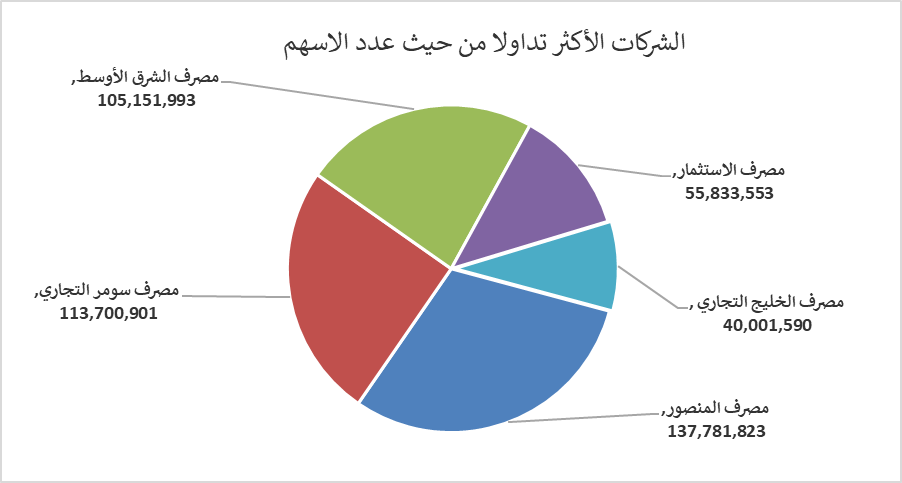 الشركات الأكثر تداولا من حيث عدد الاسهم
مصرف الشرق الأوسط,
105,151,993
مصرف الاستثمار,
55,833,553
مصرف سومر التجاري,
113,700,901
مصرف الخليج التجاري ,
40,001,590
مصرف المنصور,
137,781,823